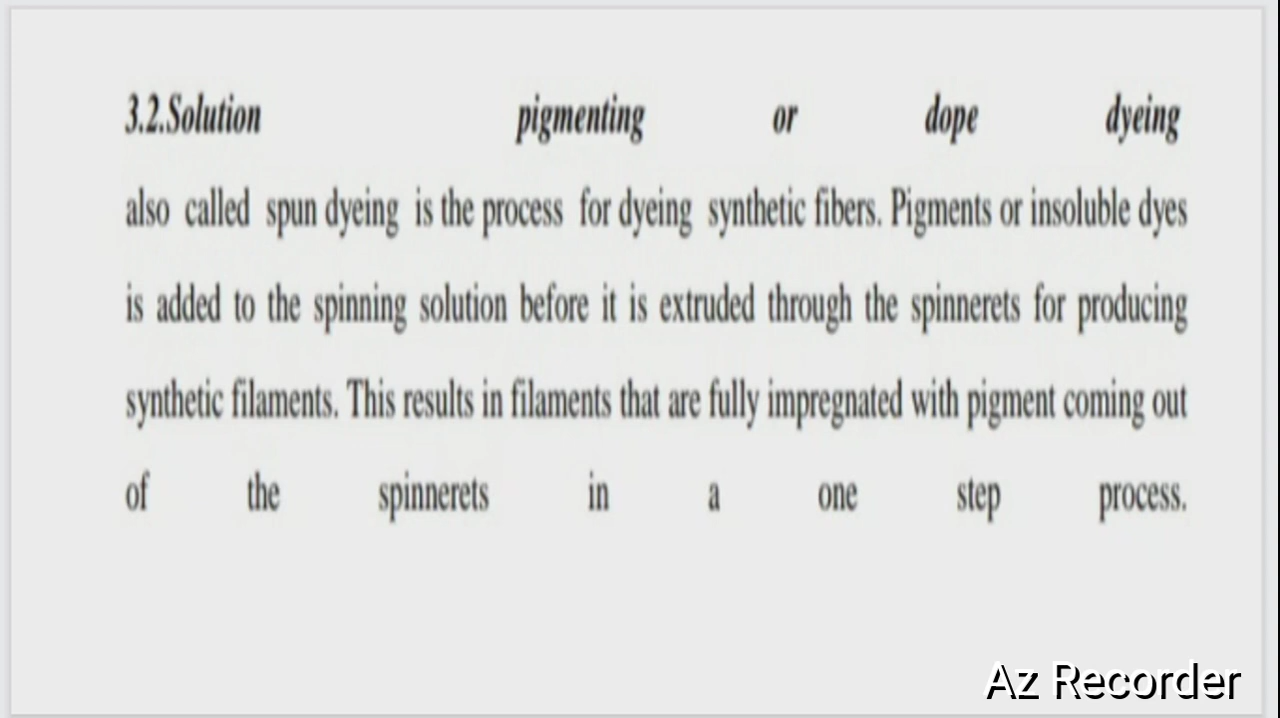 3.2.Solution pigmenting or dope dyeing
also called spun dyeing is the process for dyeing synthetic fibers. Pigments or insoluble dyes
is added to the spinning solution before it is extruded through the spinnerets for producing
synthetic filaments. This results in filaments that are fully impregnated with pigment coming out
of the spinnerets in a one step process.
Az Recorder